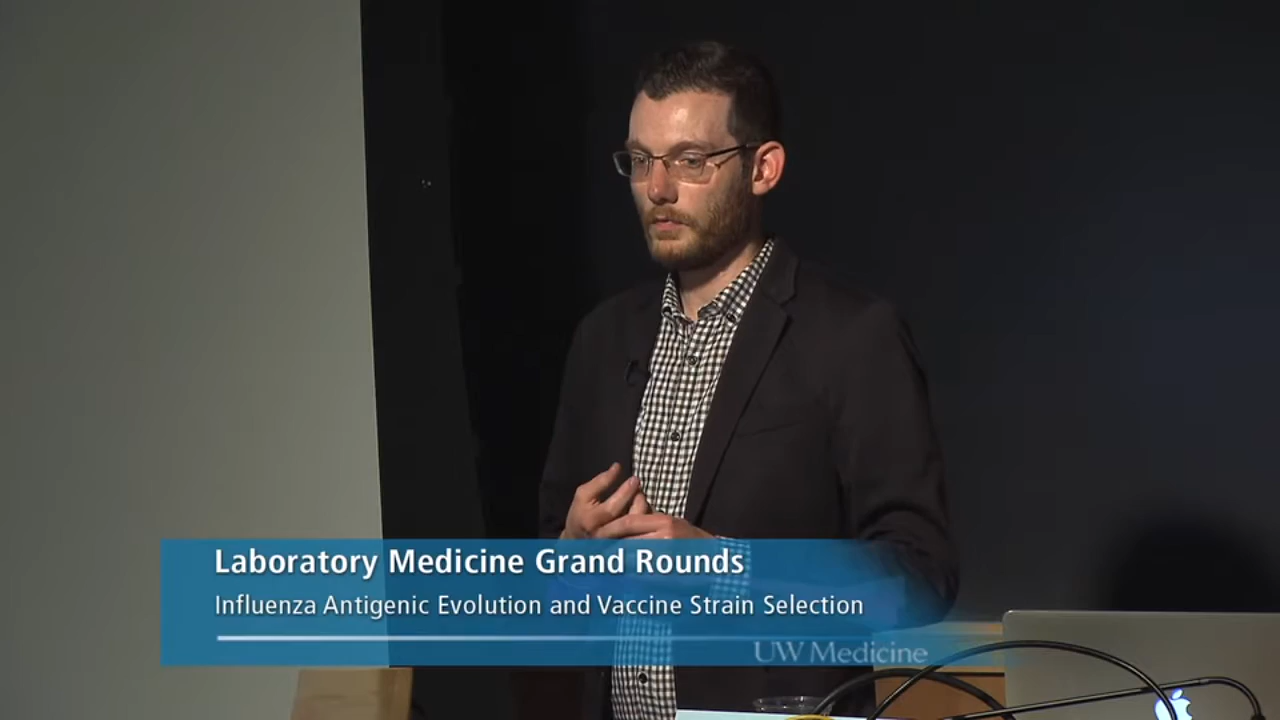 Laboratory Medicine Grand Rounds
Influenza Antigenic Evolution and Vaccine Strain Selection
UW Medicine